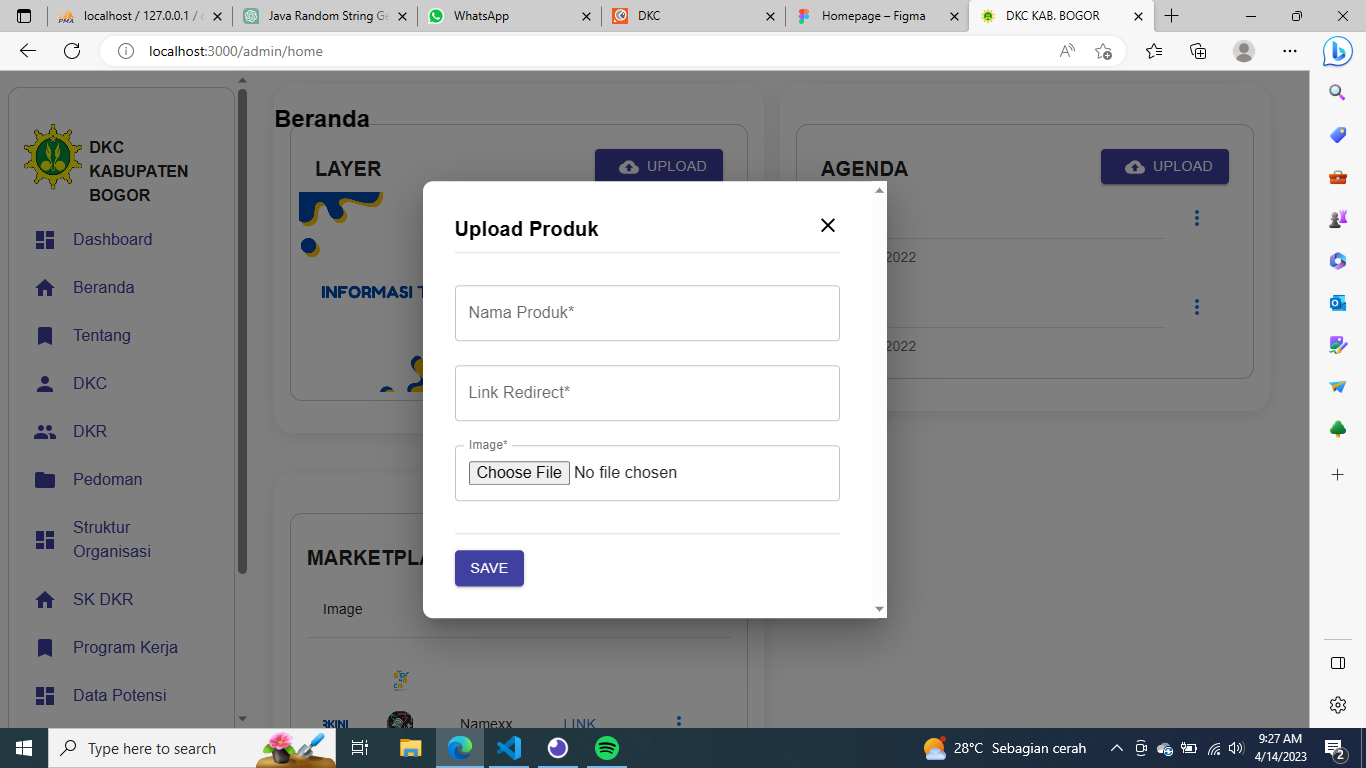 localhost / 127.0.0.1 /
Java Random String Ge
WhatsApp
DKC
Homepage – Figma
DKC KAB. BOGOR
localhost:3000/admin/home
DKC
KABUPATEN
BOGOR
Dashboard
Beranda
Tentang
DKC
DKR
Pedoman
Struktur
Organisasi
SK DKR
Program Kerja
Data Potensi
Beranda
LAYER
UPLOAD
INFORMASI T
AGENDA
UPLOAD
2022
2022
Upload Produk
Nama Produk*
Link Redirect*
Image*
Choose File No file chosen
SAVE
MARKETPLA
Image
RKINI
Namexx
LINK
Type here to search
28°C Sebagian cerah
9:27 AM
4/14/2023
2